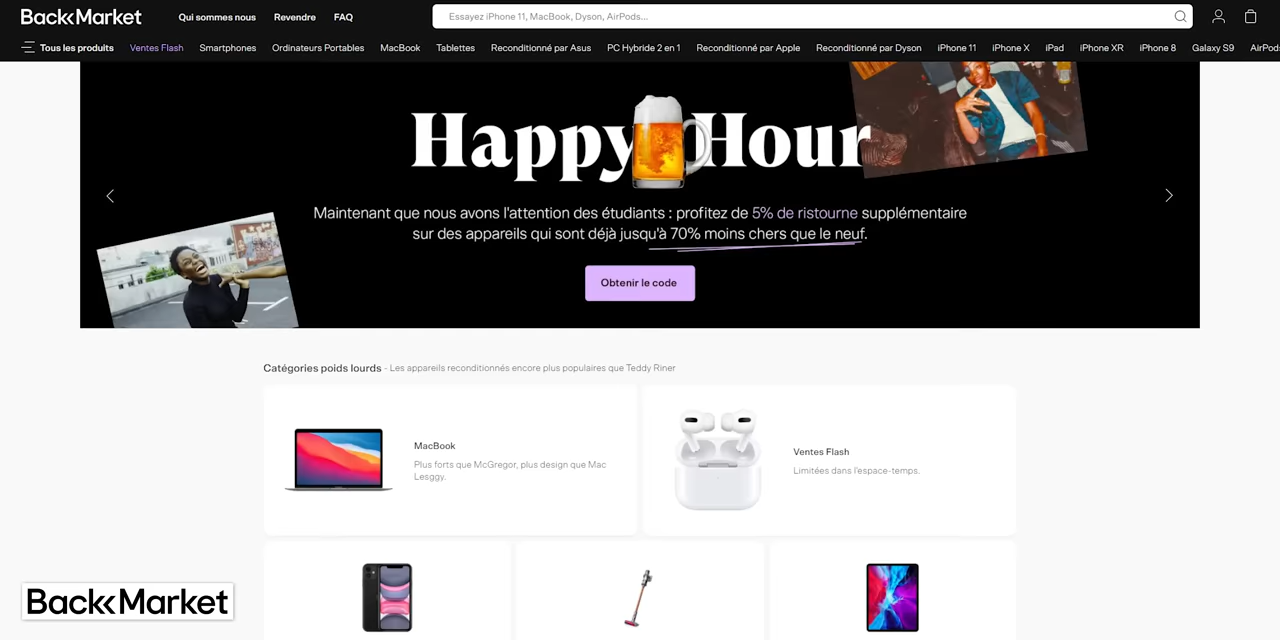 Back Market
Qui sommes nous
Revendre
FAQ
Essayez iPhone 11, MacBook, Dyson, AirPods...
Tous les produits
Ventes Flash
Smartphones
Ordinateurs Portables
MacBook
Tablettes
Reconditionné par Asus
PC Hybride 2 en 1
Reconditionné par Apple
Reconditionné par Dyson
iPhone 11
iPhone X
iPad
iPhone XR
iPhone 8
Galaxy S9
AirPods
Happy Hour
Maintenant que nous avons l'attention des étudiants : profitez de 5% de ristourne supplémentaire
sur des appareils qui sont déjà jusqu'à 70% moins chers que le neuf.
Obtenir le code
Catégories poids lourds - Les appareils reconditionnés encore plus populaires que Teddy Riner
MacBook
Plus forts que McGregor, plus design que Mac
Lesggy.
Ventes Flash
Limitées dans l'espace-temps.
Back Market